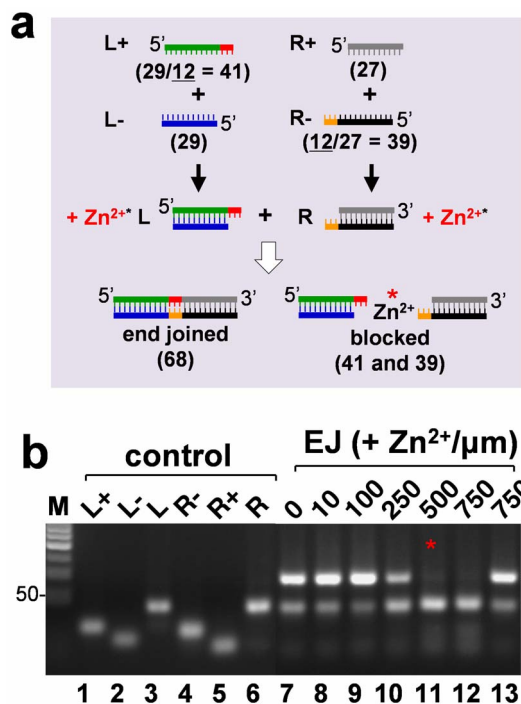 a
L+ 5’ R+ 5’
(29/12 = 41) (27)
+ +
L- 5’ R- 5’
(29) (12/27 = 39)
+ Zn2+* L + R 3’ + Zn2+*
5’ 3’ 5’ * Zn2+
end joined blocked
(68) (41 and 39)
b control EJ (+ Zn2+/µm)
M L+ L- L R- R+ R 0 10 100 250 500 750 750
*
50-
1 2 3 4 5 6 7 8 9 10 11 12 13